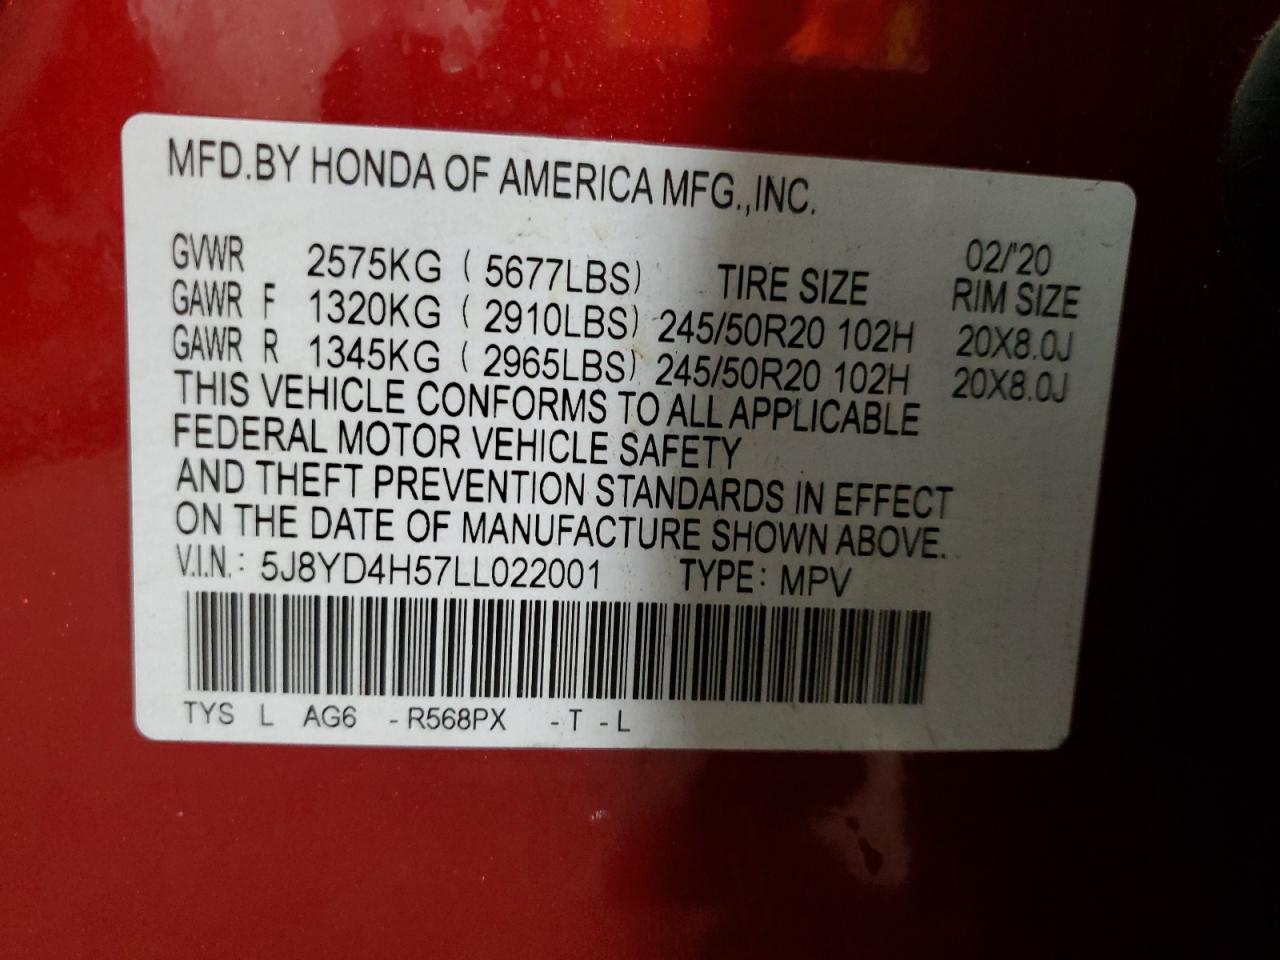 MFD.BY HONDA OF AMERICA MFG.,INC.
GVWR 2575KG ( 5677LBS) TIRE SIZE 02/'20 RIM SIZE
GAWR F 1320KG ( 2910LBS) 245/50R20 102H 20X8.0J
GAWR R 1345KG ( 2965LBS) 245/50R20 102H 20X8.0J
THIS VEHICLE CONFORMS TO ALL APPLICABLE
FEDERAL MOTOR VEHICLE SAFETY
AND THEFT PREVENTION STANDARDS IN EFFECT
ON THE DATE OF MANUFACTURE SHOWN ABOVE.
V.I.N.: 5J8YD4H57LL022001 TYPE: MPV
TYS L AG6 -R568PX -T -L